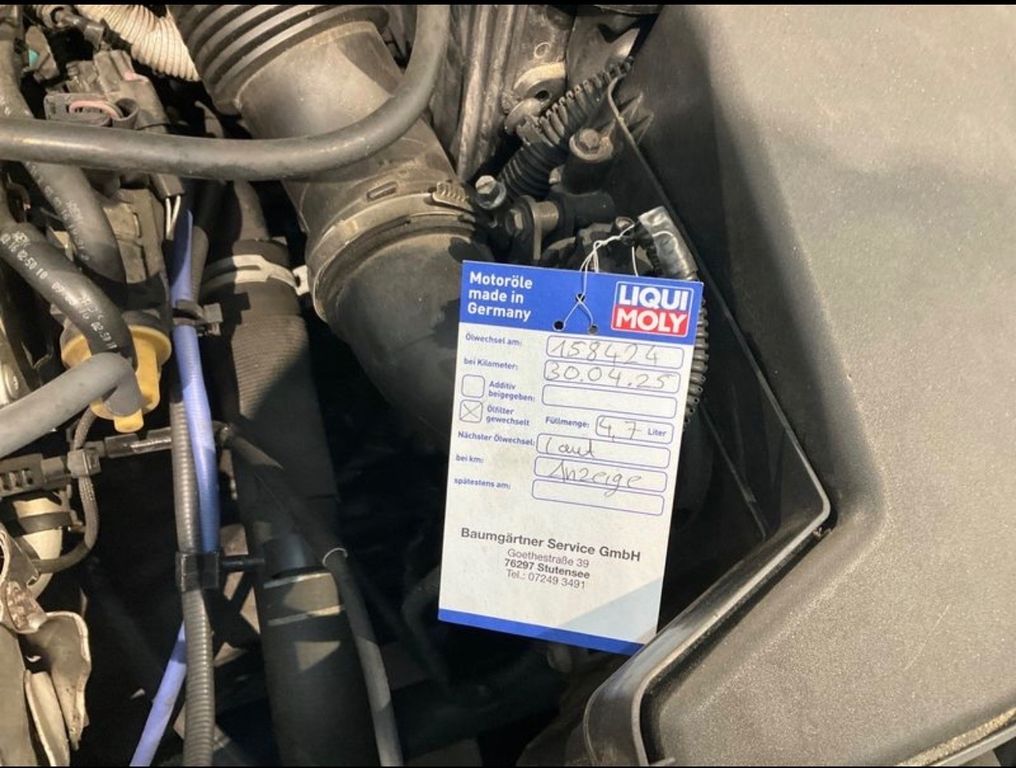 Motoröle
made in
Germany
LIQUI
MOLY
Ölwechsel am: 158424
bei Kilometer: 30.04.25
Additiv
beigegeben:
Ölfilter
gewechselt
Füllmenge: 4,7 Liter
Nächster Ölwechsel: Laut
bei km: Anzeige
spätestens am:
Baumgärtner Service GmbH
Goethestraße 39
76297 Stutensee
Tel.: 07249 3491